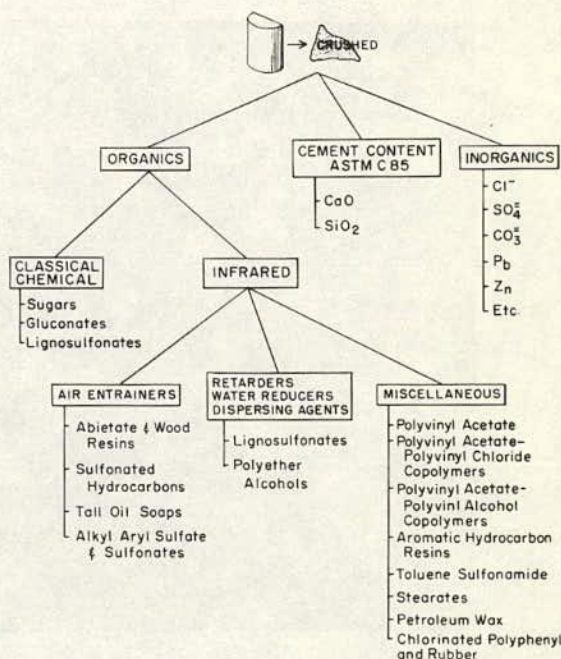 CRUSHED
ORGANICS
CEMENT CONTENT
ASTM C 85
INORGANICS
CaO
SiO₂
Cl⁻
SO₄⁼
CO₃⁼
Pb
Zn
Etc.
CLASSICAL
CHEMICAL
INFRARED
Sugars
Gluconates
Lignosulfonates
AIR ENTRAINERS
Abietate & Wood
Resins
Sulfonated
Hydrocarbons
Tall Oil Soaps
Alkyl Aryl Sulfate
& Sulfonates
RETARDERS
WATER REDUCERS
DISPERSING AGENTS
Lignosulfonates
Polyether
Alcohols
MISCELLANEOUS
Polyvinyl Acetate
Polyvinyl Acetate-
Polyvinyl Chloride
Copolymers
Polyvinyl Acetate-
Polyvinl Alcohol
Copolymers
Aromatic Hydrocarbon
Resins
Toluene Sulfonamide
Stearates
Petroleum Wax
Chlorinated Polyphenyl
and Rubber